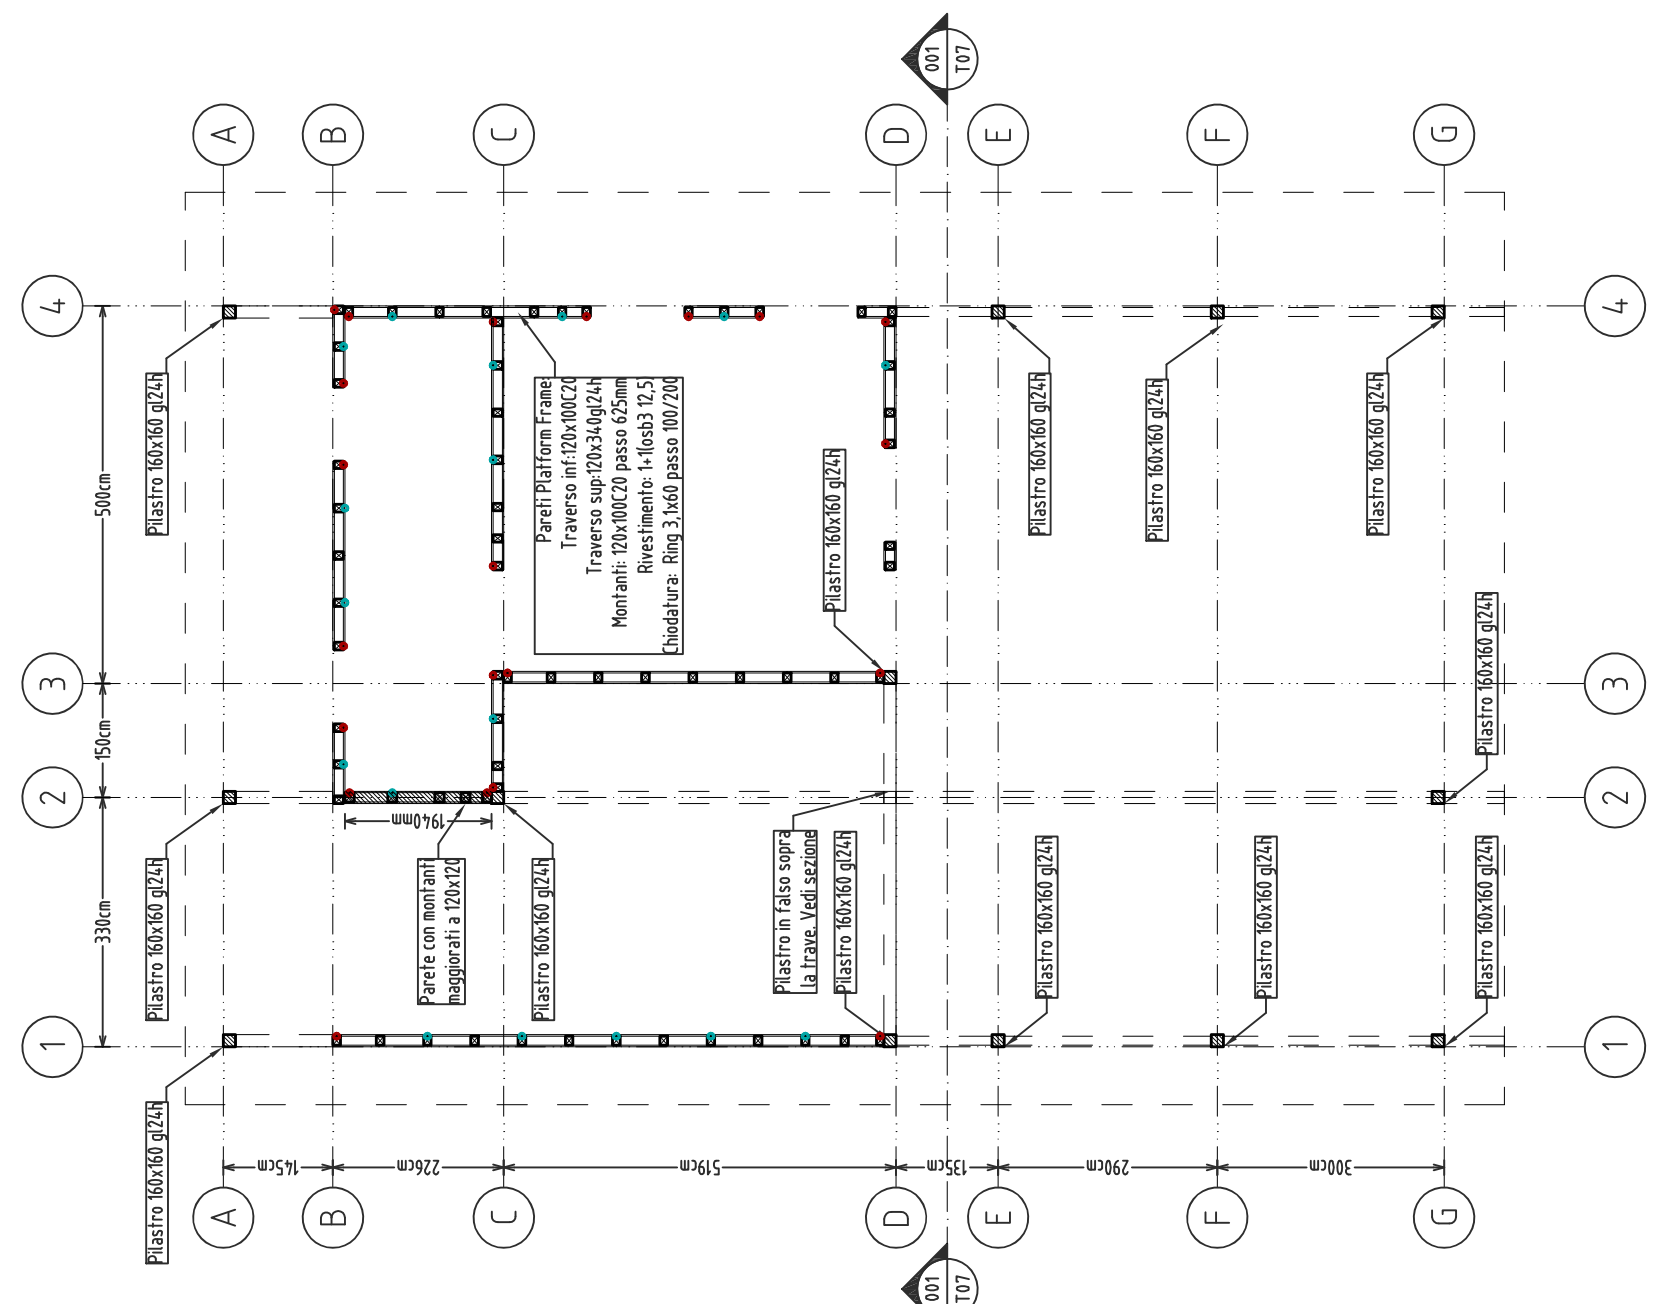 001
T07
A
B
C
D
E
F
G
4
4
500cm
Pilastro 160x160 gl24h
Pareti Platform Frame:
Traverso inf:120x100C20
Traverso sup:120x340gl24h
Montanti: 120x100C20 passo 625mm
Rivestimento: 1+1(osb3 12,5)
Chiodatura: Ring 3,1x60 passo 100/200
Pilastro 160x160 gl24h
Pilastro 160x160 gl24h
Pilastro 160x160 gl24h
Pilastro 160x160 gl24h
3
3
150cm
Pilastro 160x160 gl24h
2
2
1940mm
330cm
Pilastro 160x160 gl24h
Parete con montanti
maggiorati a 120x120
Pilastro 160x160 gl24h
Pilastro in falso sopra
la trave. Vedi sezione
Pilastro 160x160 gl24h
Pilastro 160x160 gl24h
Pilastro 160x160 gl24h
Pilastro 160x160 gl24h
1
1
Pilastro 160x160 gl24h
145cm
226cm
519cm
135cm
290cm
300cm
A
B
C
D
E
F
G
001
T07